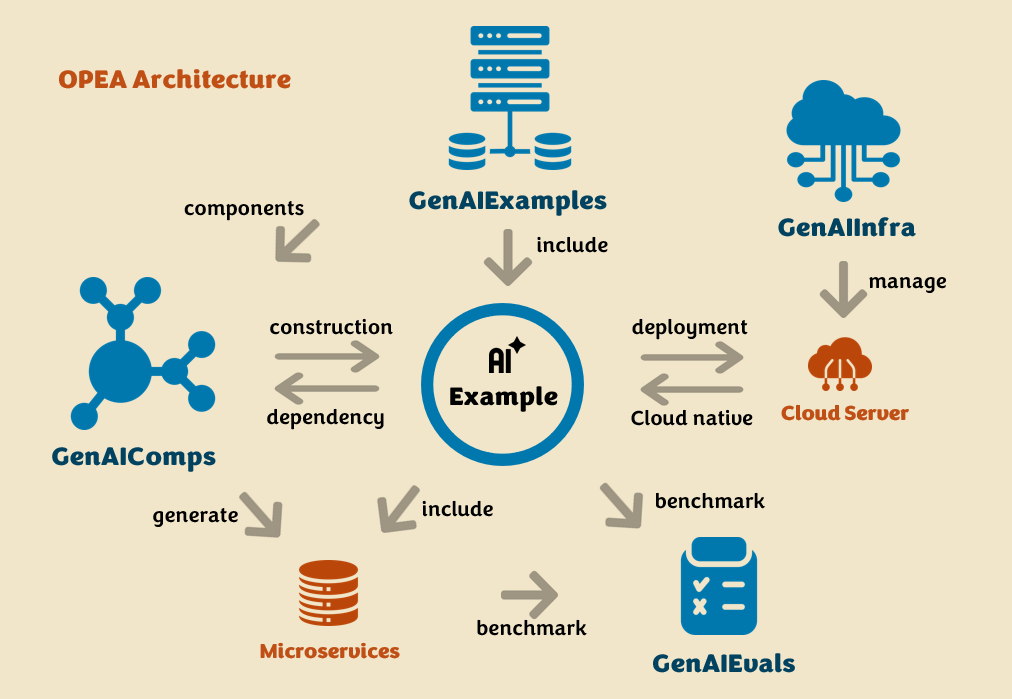 OPEA Architecture
GenAIExamples
GenAIInfra
components
include
manage
construction
AI
Example
deployment
dependency
Cloud native
Cloud Server
GenAIComps
generate
include
benchmark
benchmark
Microservices
GenAIEvals